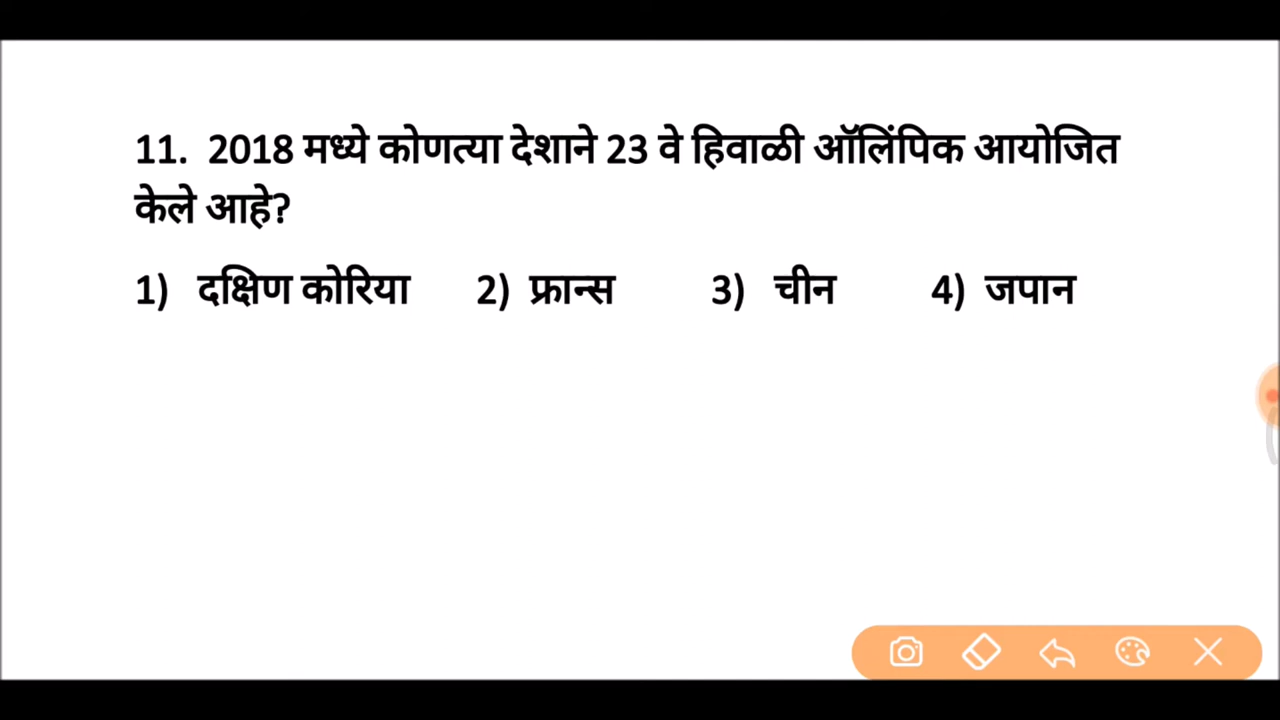 11. 2018 मध्ये कोणत्या देशाने 23 वे हिवाळी ऑलिंपिक आयोजित
केले आहे?
1) दक्षिण कोरिया 2) फ्रान्स 3) चीन 4) जपान